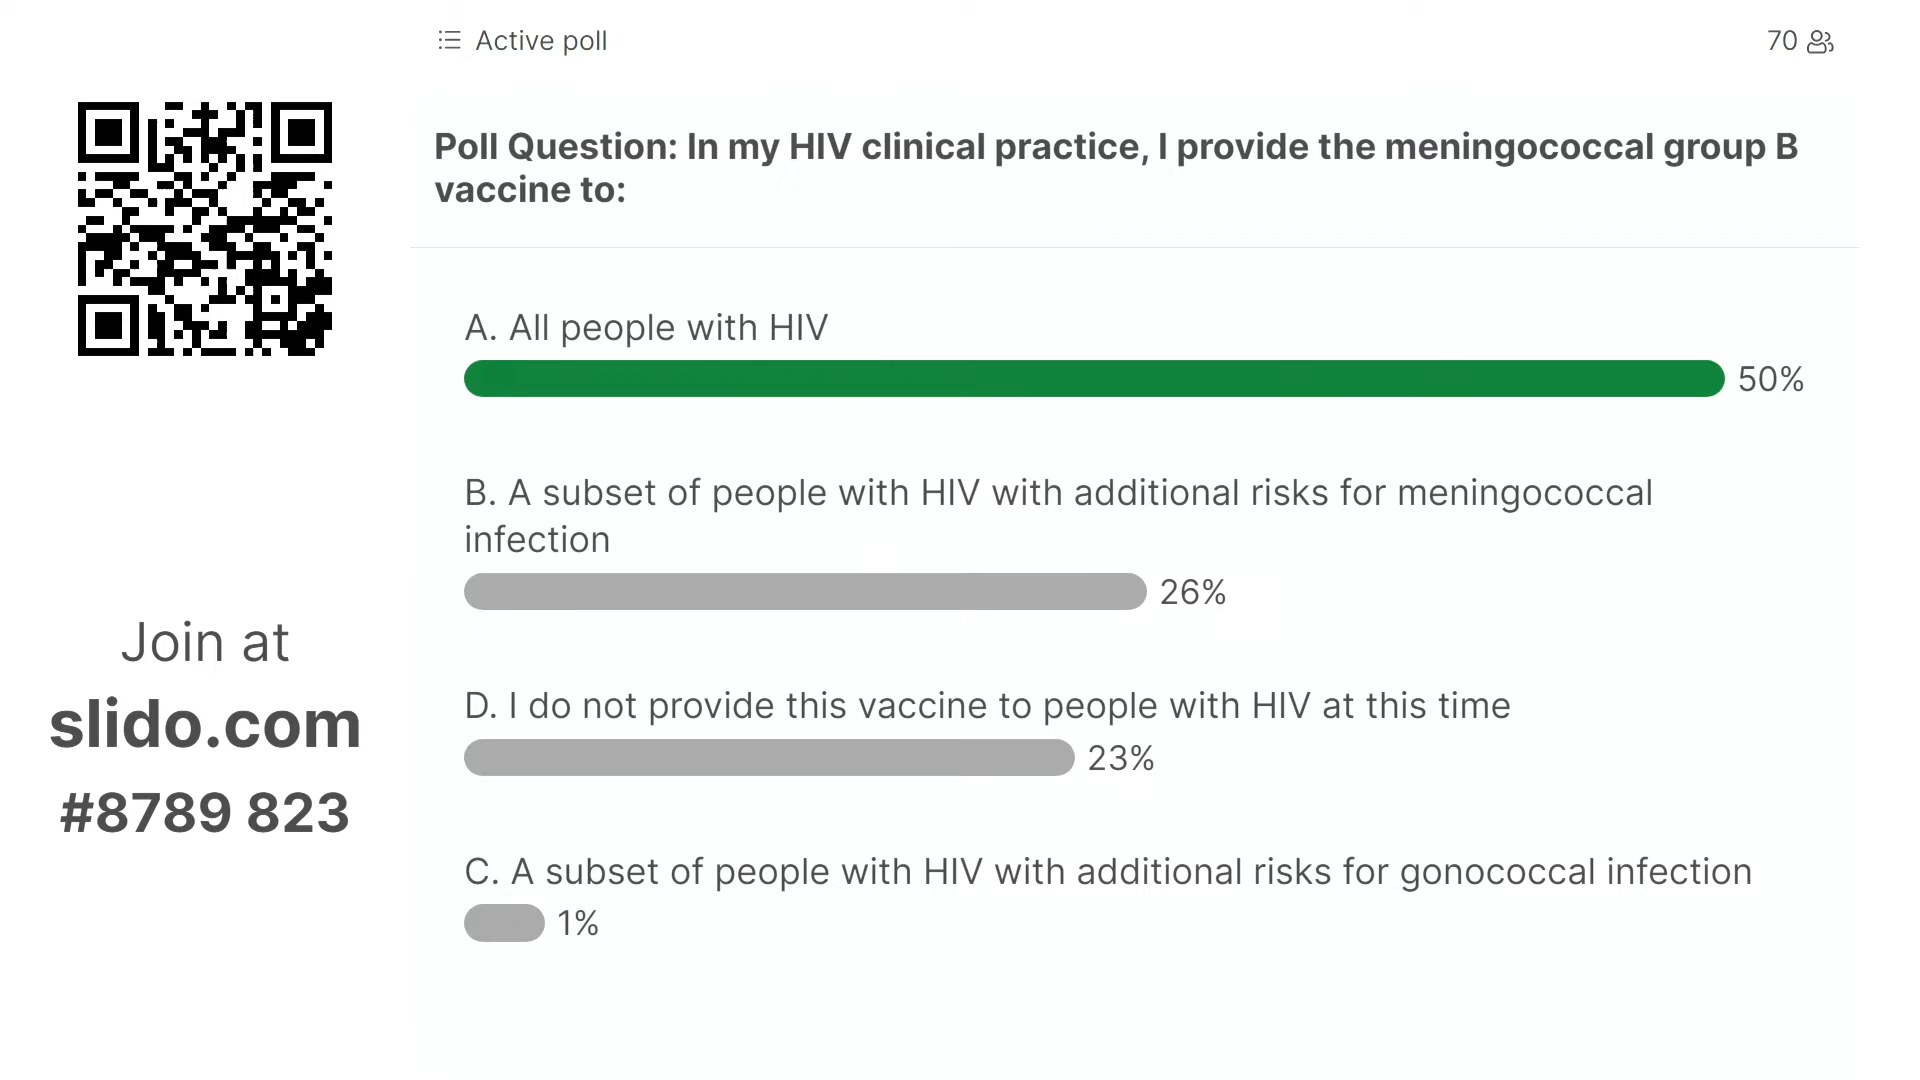 Active poll
70
Poll Question: In my HIV clinical practice, I provide the meningococcal group B
vaccine to:
A. All people with HIV
50%
B. A subset of people with HIV with additional risks for meningococcal
infection
26%
D. I do not provide this vaccine to people with HIV at this time
23%
C. A subset of people with HIV with additional risks for gonococcal infection
1%
Join at
slido.com
#8789 823